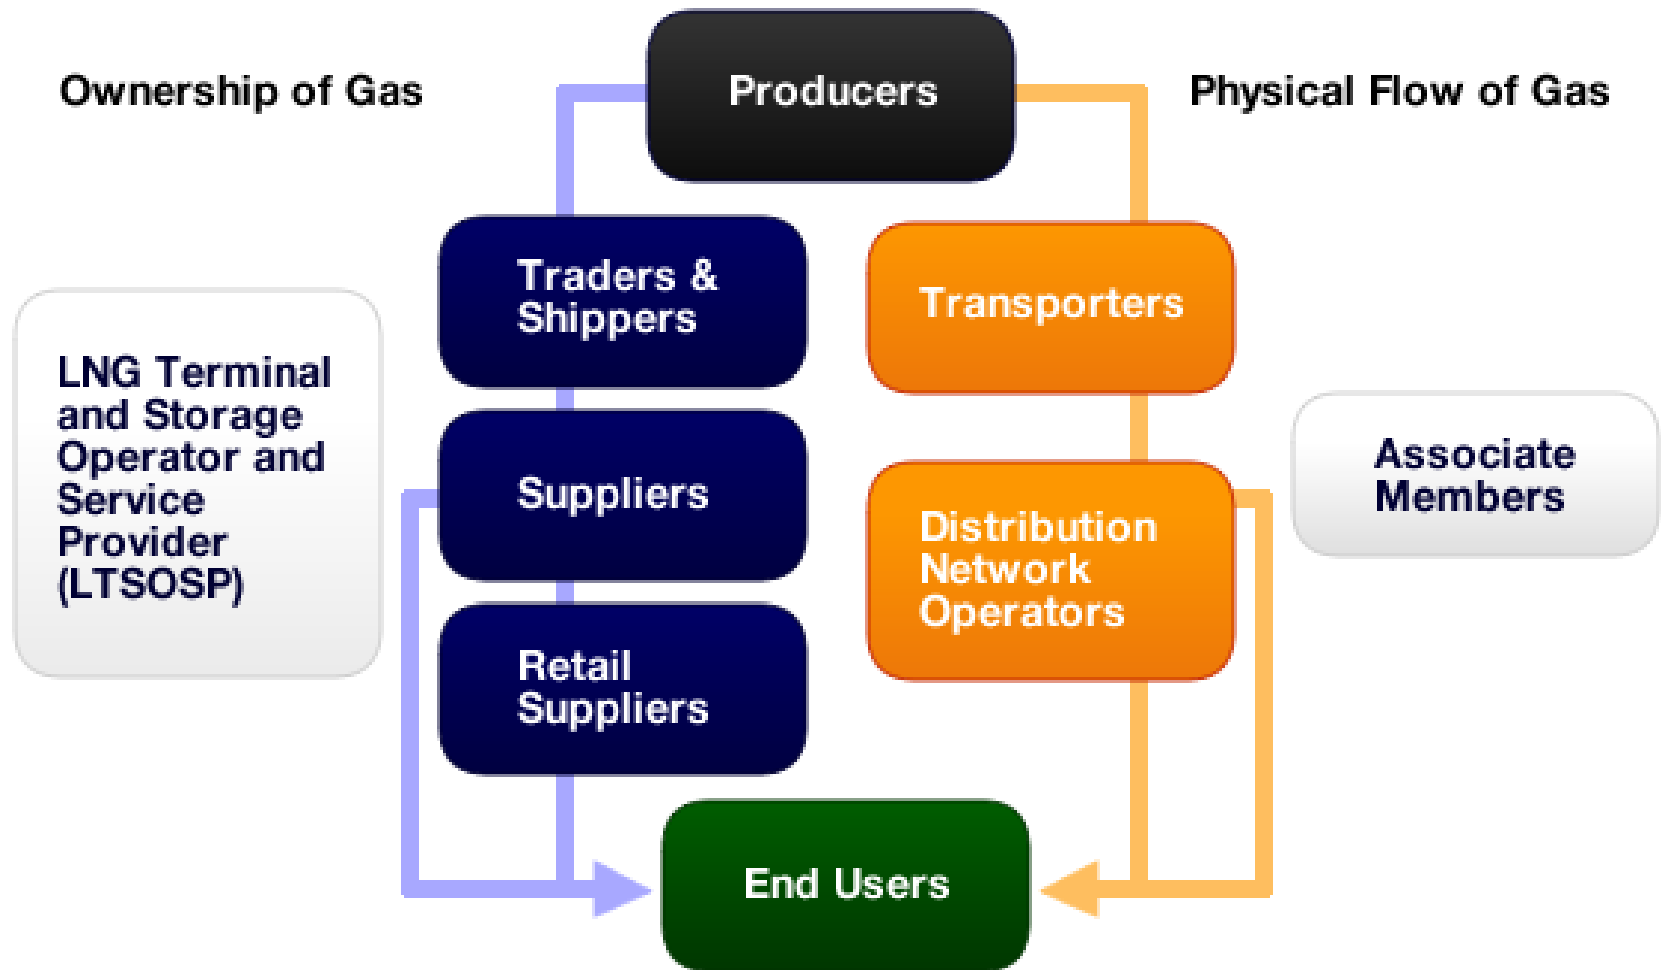 Producers
Ownership of Gas
Physical Flow of Gas
Traders &
Shippers
Transporters
LNG Terminal
and Storage
Operator and
Service
Provider
(LTSOSP)
Suppliers
Associate
Members
Distribution
Network
Operators
Retail
Suppliers
End Users